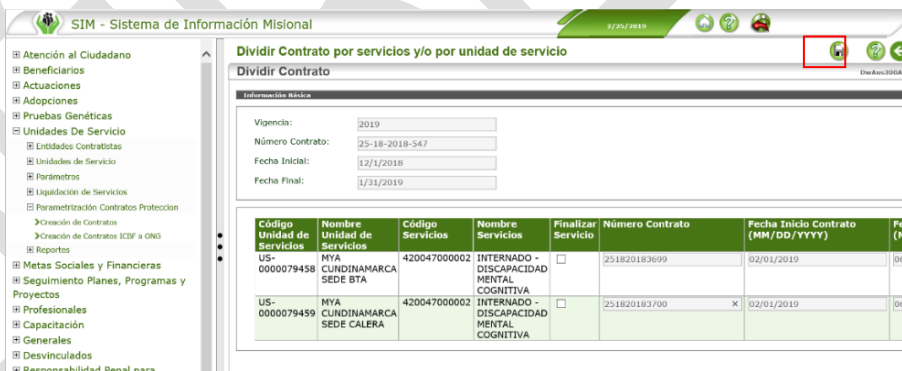 SIM - Sistema de Información Misional
2/25/2019
Atención al Ciudadano
Beneficiarios
Actuaciones
Adopciones
Pruebas Genéticas
Unidades De Servicio
Entidades Contratistas
Unidades de Servicio
Parámetros
Liquidación de Servicios
Parametrización Contratos Proteccion
Creación de Contratos
Creación de Contratos ICBF a ONG
Reportes
Metas Sociales y Financieras
Seguimiento Planes, Programas y
Proyectos
Profesionales
Capacitación
Generales
Desvinculados
Responsabilidad Penal para
Dividir Contrato por servicios y/o por unidad de servicio
Dividir Contrato
Información Básica
Vigencia: 2019
Número Contrato: 25-18-2018-547
Fecha Inicial: 12/1/2018
Fecha Final: 1/31/2019
Código Nombre Código Nombre Finalizar Número Contrato Fecha Inicio Contrato
Unidad de Unidad de Servicios Servicios Servicio (MM/DD/YYYY)
Servicios Servicios
US- MYA 420047000002 INTERNADO - 251820183699 02/01/2019
0000079458 CUNDINAMARCA DISCAPACIDAD
SEDE BTA MENTAL
COGNITIVA
US- MYA 420047000002 INTERNADO - 251820183700 x 02/01/2019
0000079459 CUNDINAMARCA DISCAPACIDAD
SEDE CALERA MENTAL
COGNITIVA